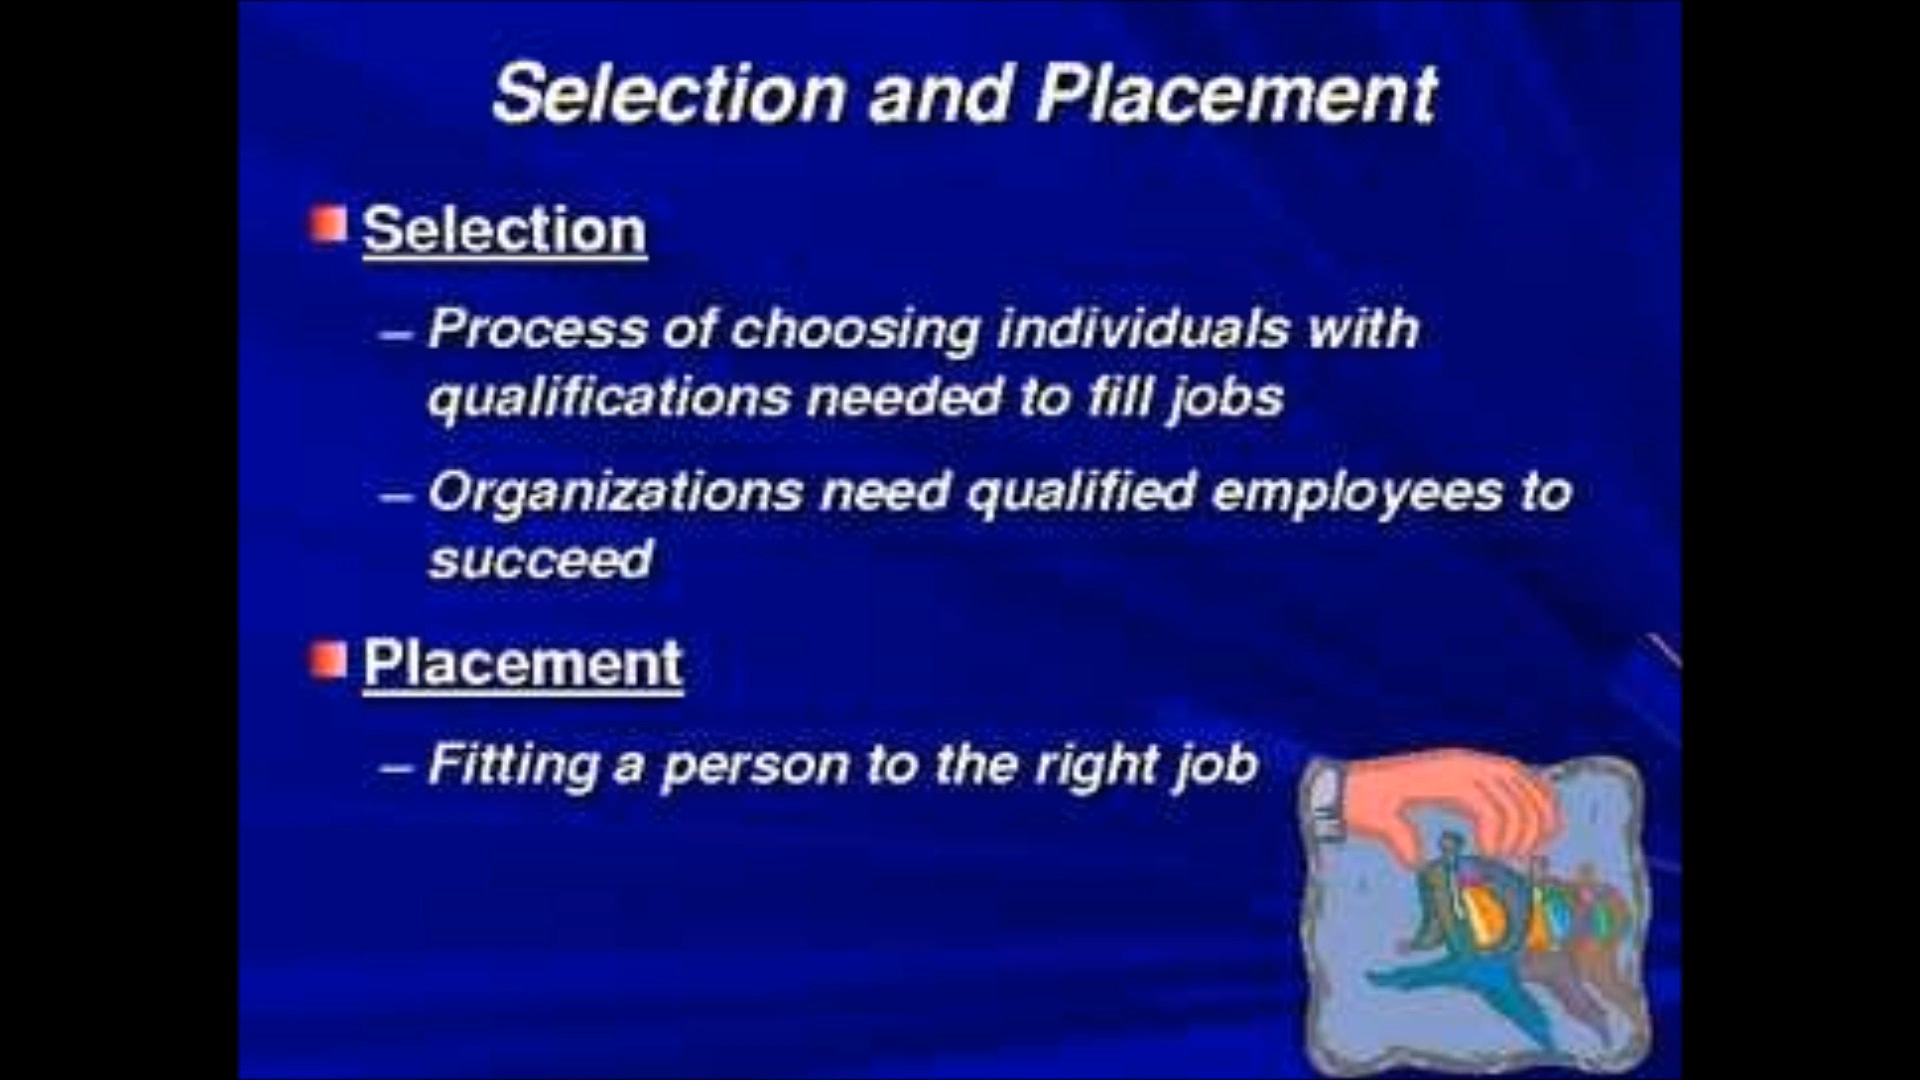 Selection and Placement
Selection
– Process of choosing individuals with
qualifications needed to fill jobs
– Organizations need qualified employees to
succeed
Placement
– Fitting a person to the right job